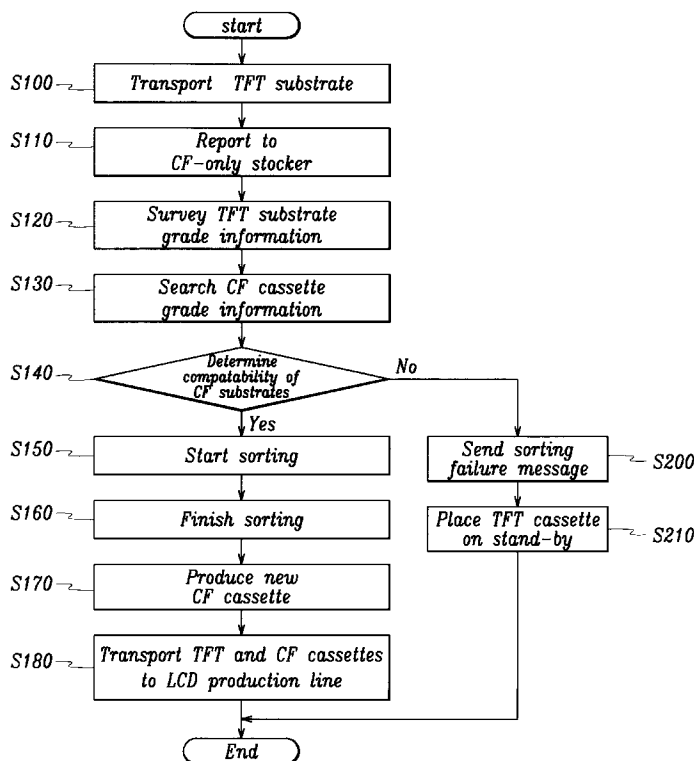 start
S100
Transport TFT substrate
S110
Report to
CF-only stocker
S120
Survey TFT substrate
grade information
S130
Search CF cassette
grade information
S140
Determine
compatability of
CF substrates
No
Yes
S150
Start sorting
Send sorting
failure message
S200
S160
Finish sorting
Place TFT cassette
on stand-by
S210
S170
Produce new
CF cassette
S180
Transport TFT and CF cassettes
to LCD production line
End